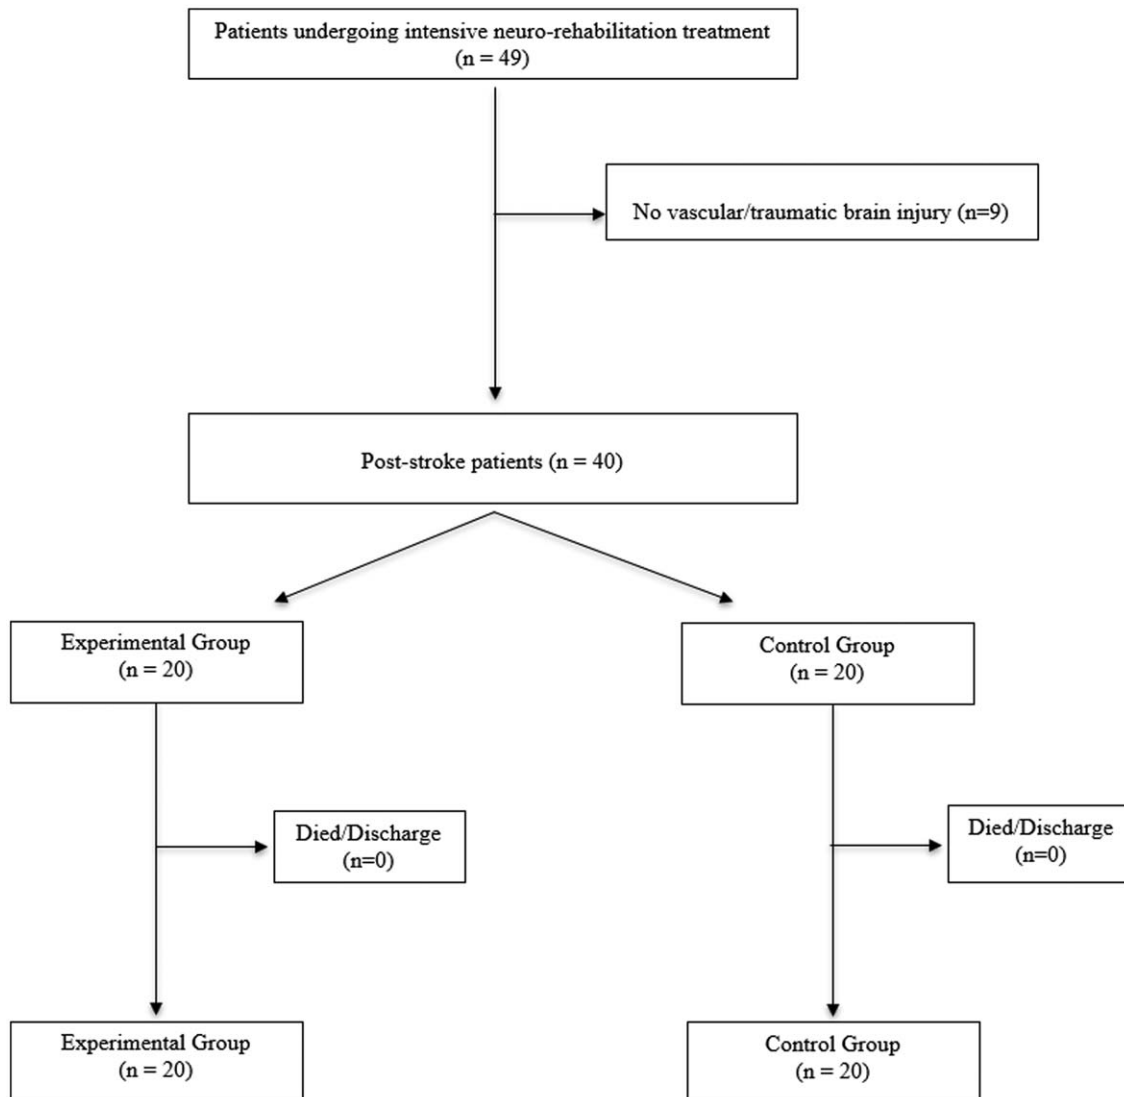 Patients undergoing intensive neuro-rehabilitation treatment
(n = 49)
No vascular/traumatic brain injury (n=9)
Post-stroke patients (n = 40)
Experimental Group
(n = 20)
Control Group
(n = 20)
Died/Discharge
(n=0)
Died/Discharge
(n=0)
Experimental Group
(n = 20)
Control Group
(n = 20)